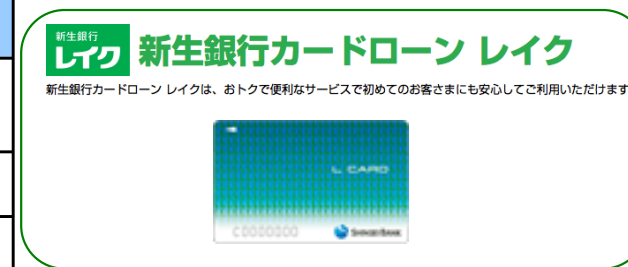 新生銀行
レイク
新生銀行カードローン レイク
新生銀行カードローン レイクは、おトクで便利なサービスで初めてのお客さまにも安心してご利用いただけます
L CARD
C0000000
SHINSEI BANK